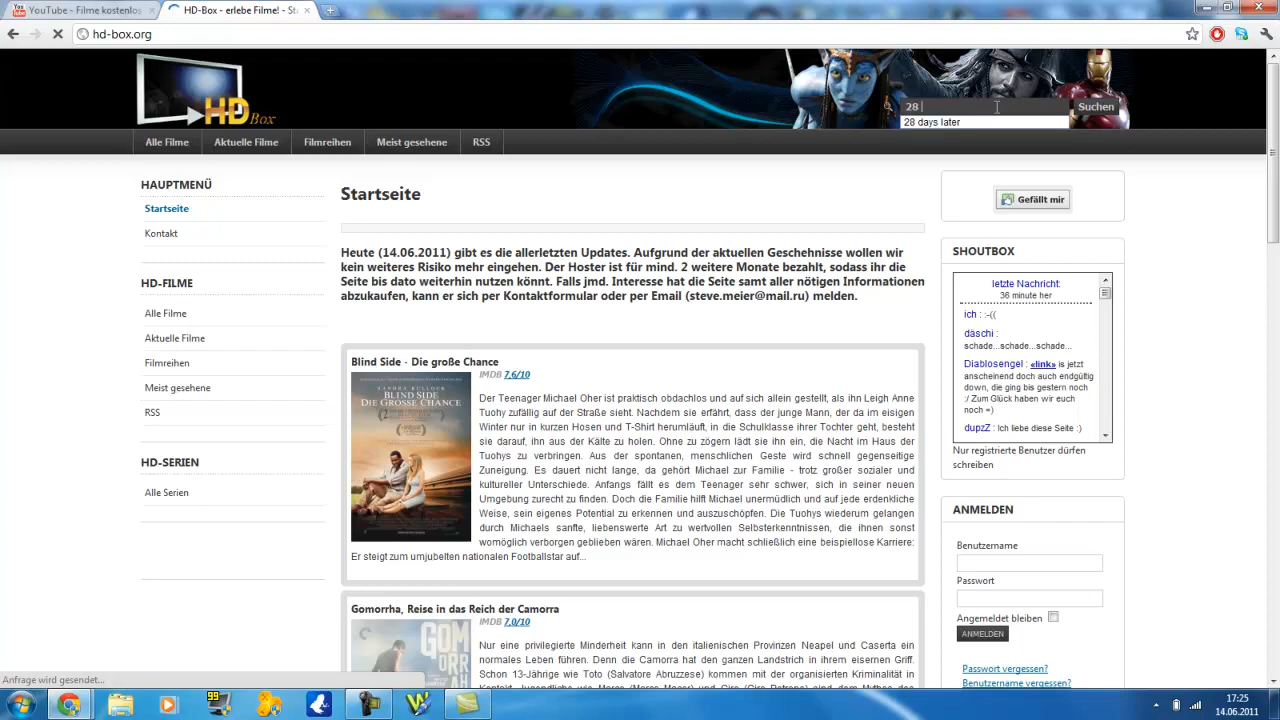 YouTube - Filme kostenlos
HD-Box - erlebe Filme! - St
hd-box.org
HD Box
28
Suchen
28 days later
Alle Filme
Aktuelle Filme
Filmreihen
Meist gesehene
RSS
HAUPTMENÜ
Startseite
Kontakt
HD-FILME
Alle Filme
Aktuelle Filme
Filmreihen
Meist gesehene
RSS
HD-SERIEN
Alle Serien
Startseite
Heute (14.06.2011) gibt es die allerletzten Updates. Aufgrund der aktuellen Geschehnisse wollen wir
kein weiteres Risiko mehr eingehen. Der Hoster ist für mind. 2 weitere Monate bezahlt, sodass ihr die
Seite bis dato weiterhin nutzen könnt. Falls jmd. Interesse hat die Seite samt aller nötigen Informationen
abzukaufen, kann er sich per Kontaktformular oder per Email (steve.meier@mail.ru) melden.
Blind Side - Die große Chance
IMDB 7,6/10
SANDRA BULLOCK
BLIND SIDE
DIE GROSSE CHANCE
Der Teenager Michael Oher ist praktisch obdachlos und auf sich allein gestellt, als ihn Leigh Anne
Tuohy zufällig auf der Straße sieht. Nachdem sie erfährt, dass der junge Mann, der da im eisigen
Winter nur in kurzen Hosen und T-Shirt herumläuft, in die Schulklasse ihrer Tochter geht, besteht
sie darauf, ihn aus der Kälte zu holen. Ohne zu zögern lädt sie ihn ein, die Nacht im Haus der
Tuohys zu verbringen. Aus der spontanen, menschlichen Geste wird schnell gegenseitige
Zuneigung. Es dauert nicht lange, da gehört Michael zur Familie - trotz großer sozialer und
kultureller Unterschiede. Anfangs fällt es dem Teenager sehr schwer, sich in seiner neuen
Umgebung zurecht zu finden. Doch die Familie hilft Michael unermüdlich und auf jede erdenkliche
Weise, sein eigenes Potential zu erkennen und auszuschöpfen. Die Tuohys wiederum gelangen
durch Michaels sanfte, liebenswerte Art zu wertvollen Selbsterkenntnissen, die ihnen sonst
womöglich verborgen geblieben wären. Michael Oher macht schließlich eine beispiellose Karriere:
Er steigt zum umjubelten nationalen Footballstar auf...
Gomorrha, Reise in das Reich der Camorra
IMDB 7,0/10
GOM
ORR
Nur eine privilegierte Minderheit kann in den italienischen Provinzen Neapel und Caserta ein
normales Leben führen. Denn die Camorra hat den ganzen Landstrich in ihrem eisernen Griff.
Schon 13-Jährige wie Toto (Salvatore Abruzzese) kommen mit der organisierten Kriminalität in
Gefällt mir
SHOUTBOX
letzte Nachricht:
36 minute her
ich : :-((
däschi :
schade...schade...schade...
Diablosengel : «link» is jetzt
anscheinend doch auch endgültig
down, die ging bis gestern noch
:/ Zum Glück haben wir euch
noch =)
dupzZ : Ich liebe diese Seite :)
Nur registrierte Benutzer dürfen
schreiben
ANMELDEN
Benutzername
Passwort
Angemeldet bleiben
ANMELDEN
Passwort vergessen?
Benutzername vergessen?
Anfrage wird gesendet...
99
17:25
14.06.2011